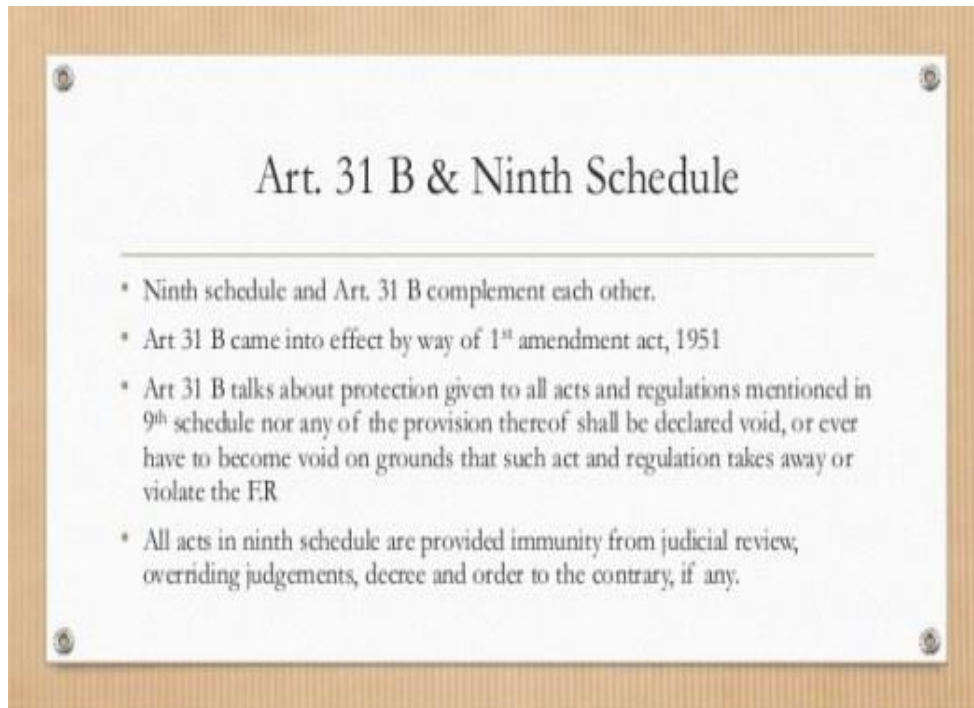 Art. 31 B & Ninth Schedule
• Ninth schedule and Art. 31 B complement each other.
• Art 31 B came into effect by way of 1st amendment act, 1951
• Art 31 B talks about protection given to all acts and regulations mentioned in
9th schedule nor any of the provision thereof shall be declared void, or ever
have to become void on grounds that such act and regulation takes away or
violate the F.R
• All acts in ninth schedule are provided immunity from judicial review,
overriding judgements, decree and order to the contrary, if any.